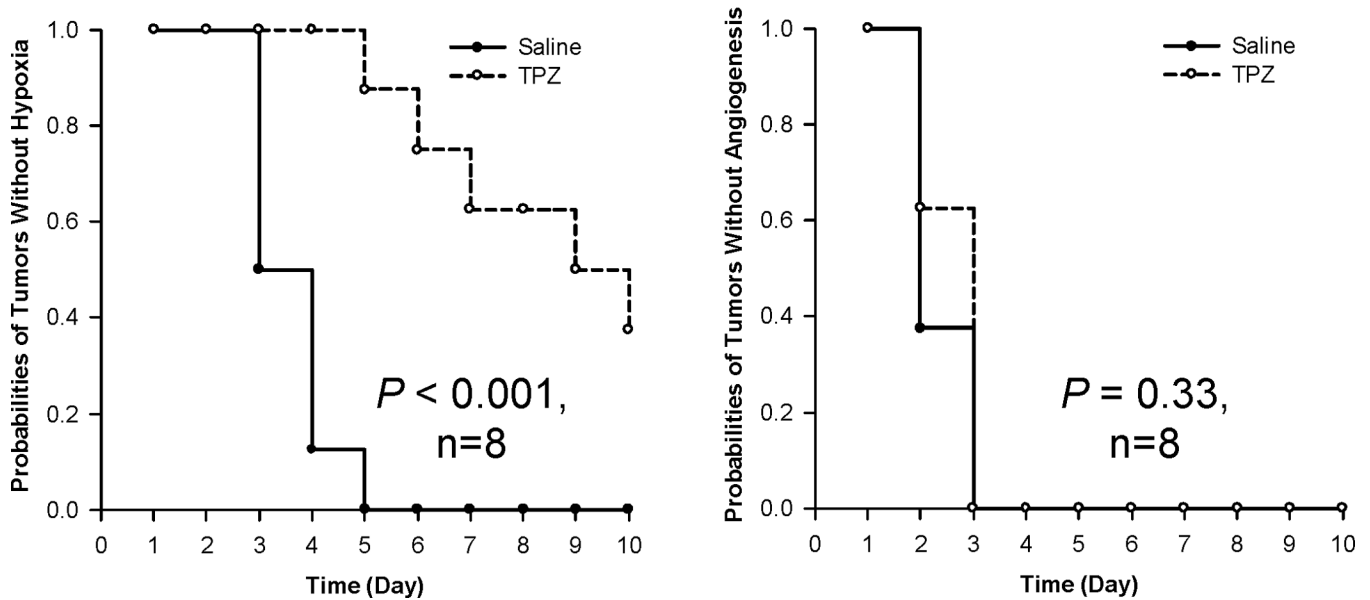 Probabilities of Tumors Without Hypoxia
1.0
0.8
0.6
0.4
0.2
0.0
Saline
TPZ
P < 0.001,
n=8
0 1 2 3 4 5 6 7 8 9 10
Time (Day)
Probabilities of Tumors Without Angiogenesis
1.0
0.8
0.6
0.4
0.2
0.0
Saline
TPZ
P = 0.33,
n=8
0 1 2 3 4 5 6 7 8 9 10
Time (Day)